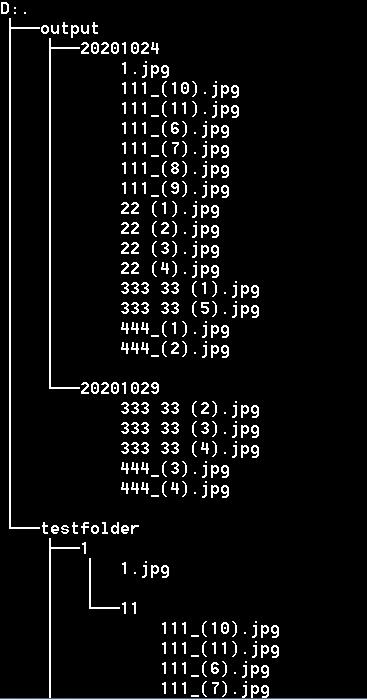 D:.
├──output
│   ├──20201024
│   │      1.jpg
│   │      111_(10).jpg
│   │      111_(11).jpg
│   │      111_(6).jpg
│   │      111_(7).jpg
│   │      111_(8).jpg
│   │      111_(9).jpg
│   │      22 (1).jpg
│   │      22 (2).jpg
│   │      22 (3).jpg
│   │      22 (4).jpg
│   │      333 33 (1).jpg
│   │      333 33 (5).jpg
│   │      444_(1).jpg
│   │      444_(2).jpg
│   │
│   └──20201029
│           333 33 (2).jpg
│           333 33 (3).jpg
│           333 33 (4).jpg
│           444_(3).jpg
│           444_(4).jpg
│
└──testfolder
    ├──1
    │   │  1.jpg
    │   │
    │   └──11
    │           111_(10).jpg
    │           111_(11).jpg
    │           111_(6).jpg
    │           111_(7).jpg